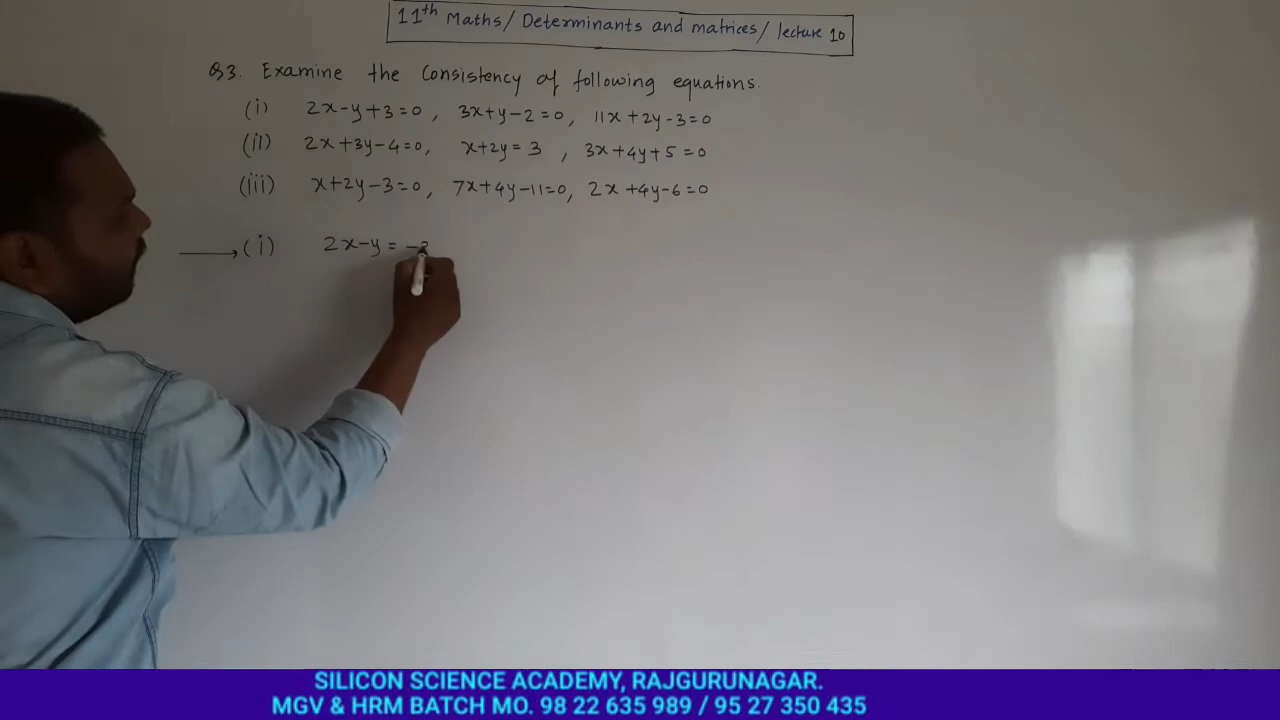 11th Maths/ Determinants and matrices/ lecture 10
Q3. Examine the Consistency of following equations.
(i) 2x-y+3=0, 3x+y-2=0, 11x+2y-3=0
(ii) 2x+3y-4=0, x+2y=3, 3x+4y+5=0
(iii) x+2y-3=0, 7x+4y-11=0, 2x+4y-6=0
→(i) 2x-y=-3
SILICON SCIENCE ACADEMY, RAJGURUNAGAR.
MGV & HRM BATCH MO. 98 22 635 989 / 95 27 350 435